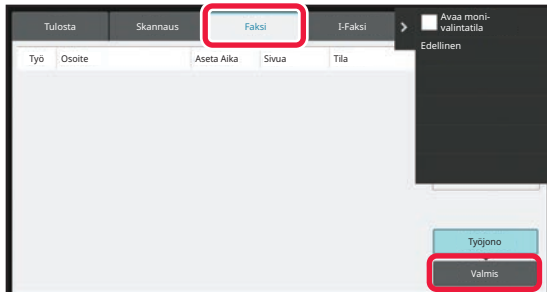 Tulosta Skannaus Faksi I-Faksi
Avaa moni-
valintatila
Edellinen
Työ Osoite Aseta Aika Sivua Tila
Työjono
Valmis